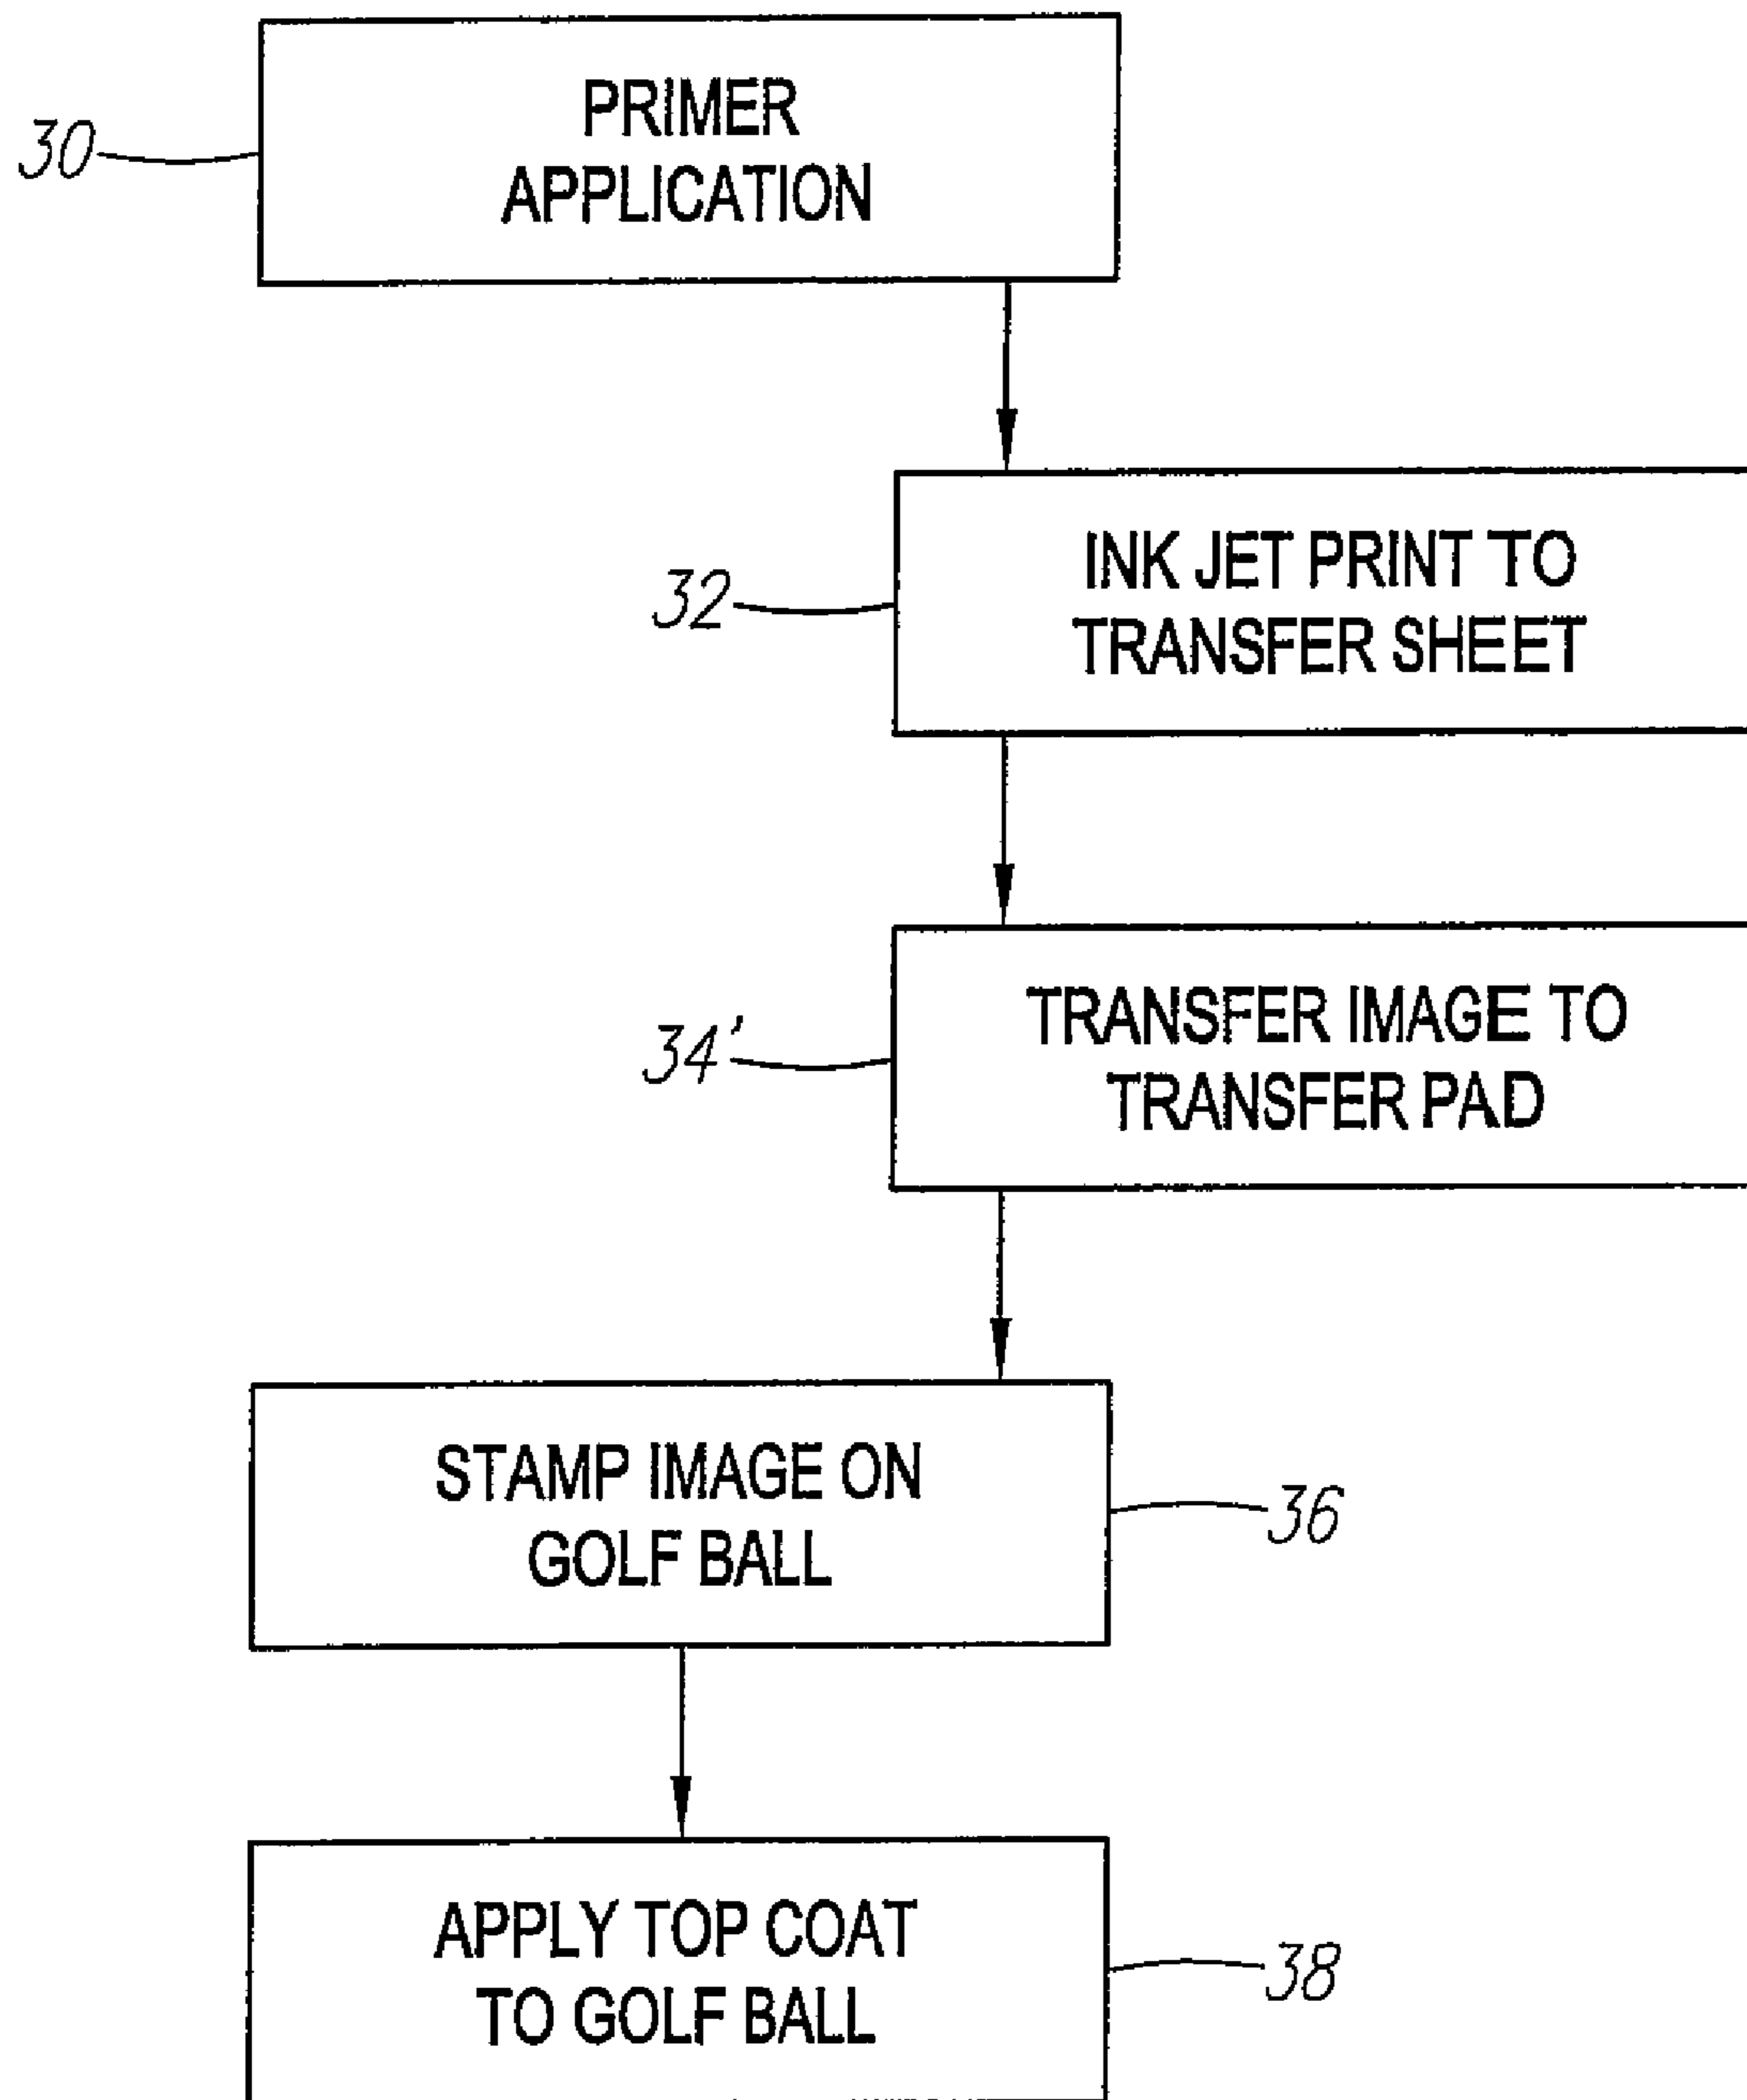 PRIMER
APPLICATION
30
INK JET PRINT TO
TRANSFER SHEET
32
TRANSFER IMAGE TO
TRANSFER PAD
34'
STAMP IMAGE ON
GOLF BALL
36
APPLY TOP COAT
TO GOLF BALL
38